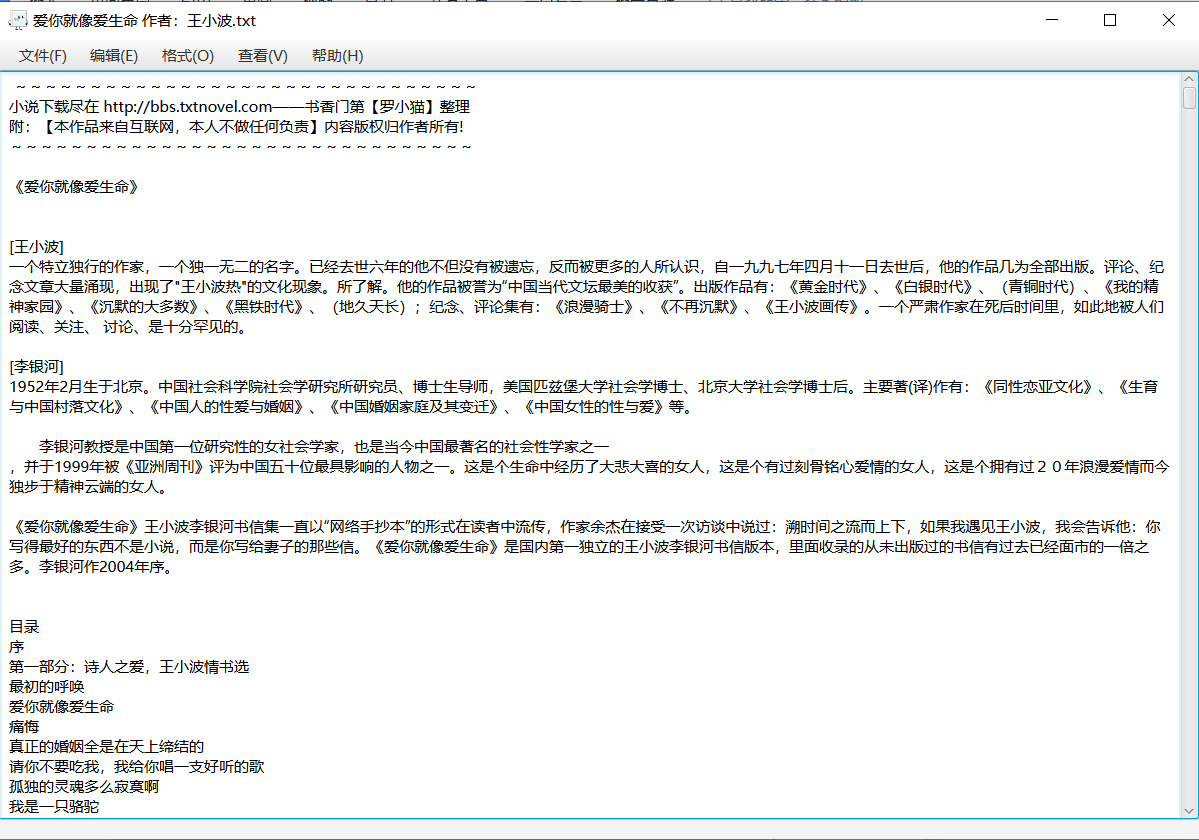 爱你就像爱生命 作者：王小波.txt
文件(F) 编辑(E) 格式(O) 查看(V) 帮助(H)
～～～～～～～～～～～～～～～～～～～～～～～～～～～～～～～
小说下载尽在 http://bbs.txtnovel.com——书香门第【罗小猫】整理
附：【本作品来自互联网，本人不做任何负责】内容版权归作者所有!
～～～～～～～～～～～～～～～～～～～～～～～～～～～～～～～
《爱你就像爱生命》
[王小波]
一个特立独行的作家，一个独一无二的名字。已经去世六年的他不但没有被遗忘，反而被更多的人所认识，自一九九七年四月十一日去世后，他的作品几为全部出版。评论、纪
念文章大量涌现，出现了"王小波热"的文化现象。所了解。他的作品被誉为“中国当代文坛最美的收获”。出版作品有：《黄金时代》、《白银时代》、（青铜时代）、《我的精
神家园》、《沉默的大多数》、《黑铁时代》、（地久天长）；纪念、评论集有：《浪漫骑士》、《不再沉默》、《王小波画传》。一个严肃作家在死后时间里，如此地被人们
阅读、关注、 讨论、是十分罕见的。
[李银河]
1952年2月生于北京。中国社会科学院社会学研究所研究员、博士生导师，美国匹兹堡大学社会学博士、北京大学社会学博士后。主要著(译)作有：《同性恋亚文化》、《生育
与中国村落文化》、《中国人的性爱与婚姻》、《中国婚姻家庭及其变迁》、《中国女性的性与爱》等。
李银河教授是中国第一位研究性的女社会学家，也是当今中国最著名的社会性学家之一
，并于1999年被《亚洲周刊》评为中国五十位最具影响的人物之一。这是个生命中经历了大悲大喜的女人，这是个有过刻骨铭心爱情的女人，这是个拥有过２０年浪漫爱情而今
独步于精神云端的女人。
《爱你就像爱生命》王小波李银河书信集一直以“网络手抄本”的形式在读者中流传，作家余杰在接受一次访谈中说过：溯时间之流而上下，如果我遇见王小波，我会告诉他：你
写得最好的东西不是小说，而是你写给妻子的那些信。《爱你就像爱生命》是国内第一独立的王小波李银河书信版本，里面收录的从未出版过的书信有过去已经面市的一倍之
多。李银河作2004年序。
目录
序
第一部分：诗人之爱，王小波情书选
最初的呼唤
爱你就像爱生命
痛悔
真正的婚姻全是在天上缔结的
请你不要吃我，我给你唱一支好听的歌
孤独的灵魂多么寂寞啊
我是一只骆驼